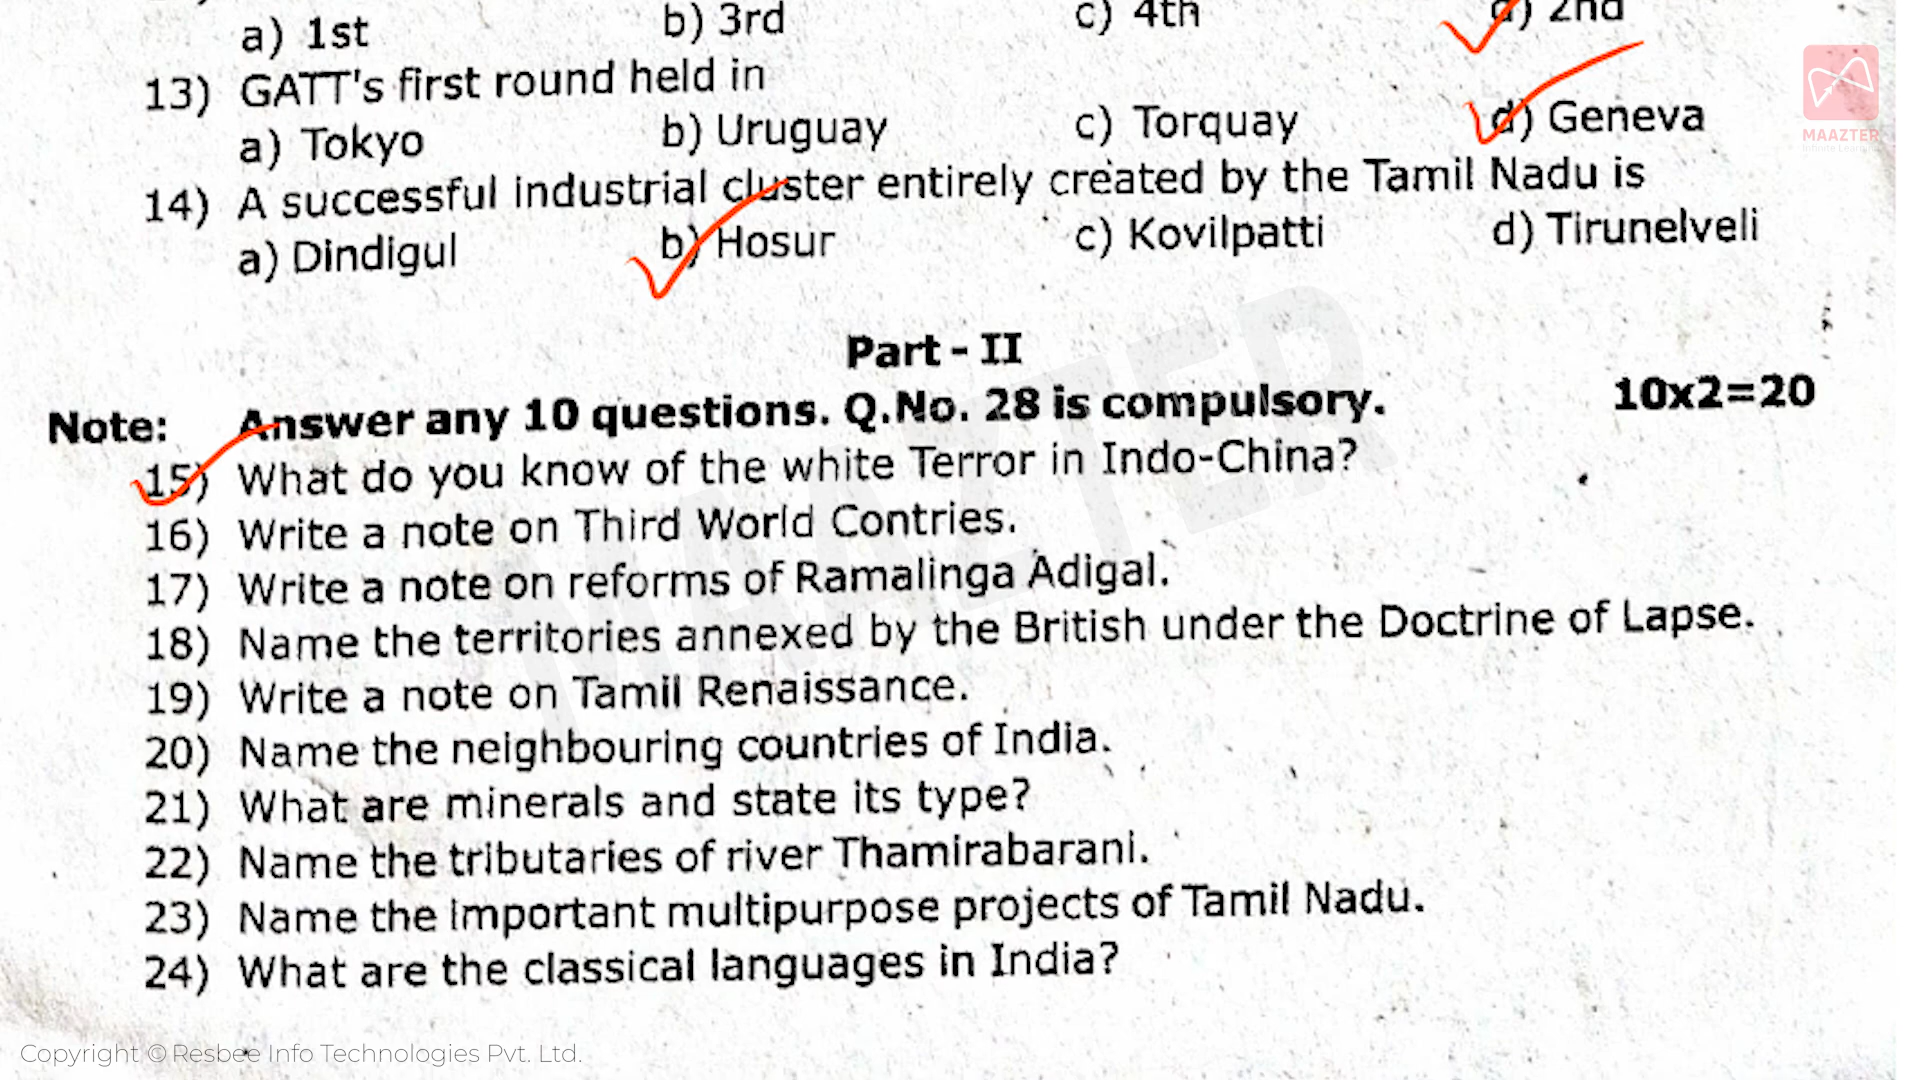 a) 1st b) 3rd c) 4th d) 2nd
13) GATT's first round held in
a) Tokyo b) Uruguay c) Torquay d) Geneva
14) A successful industrial cluster entirely created by the Tamil Nadu is
a) Dindigul b) Hosur c) Kovilpatti d) Tirunelveli
Part - II
Note: Answer any 10 questions. Q.No. 28 is compulsory. 10x2=20
15) What do you know of the white Terror in Indo-China?
16) Write a note on Third World Contries.
17) Write a note on reforms of Ramalinga Adigal.
18) Name the territories annexed by the British under the Doctrine of Lapse.
19) Write a note on Tamil Renaissance.
20) Name the neighbouring countries of India.
21) What are minerals and state its type?
22) Name the tributaries of river Thamirabarani.
23) Name the important multipurpose projects of Tamil Nadu.
24) What are the classical languages in India?
MAAZTER
Infinite Learning
MAAZTER
Copyright © Resbee Info Technologies Pvt. Ltd.